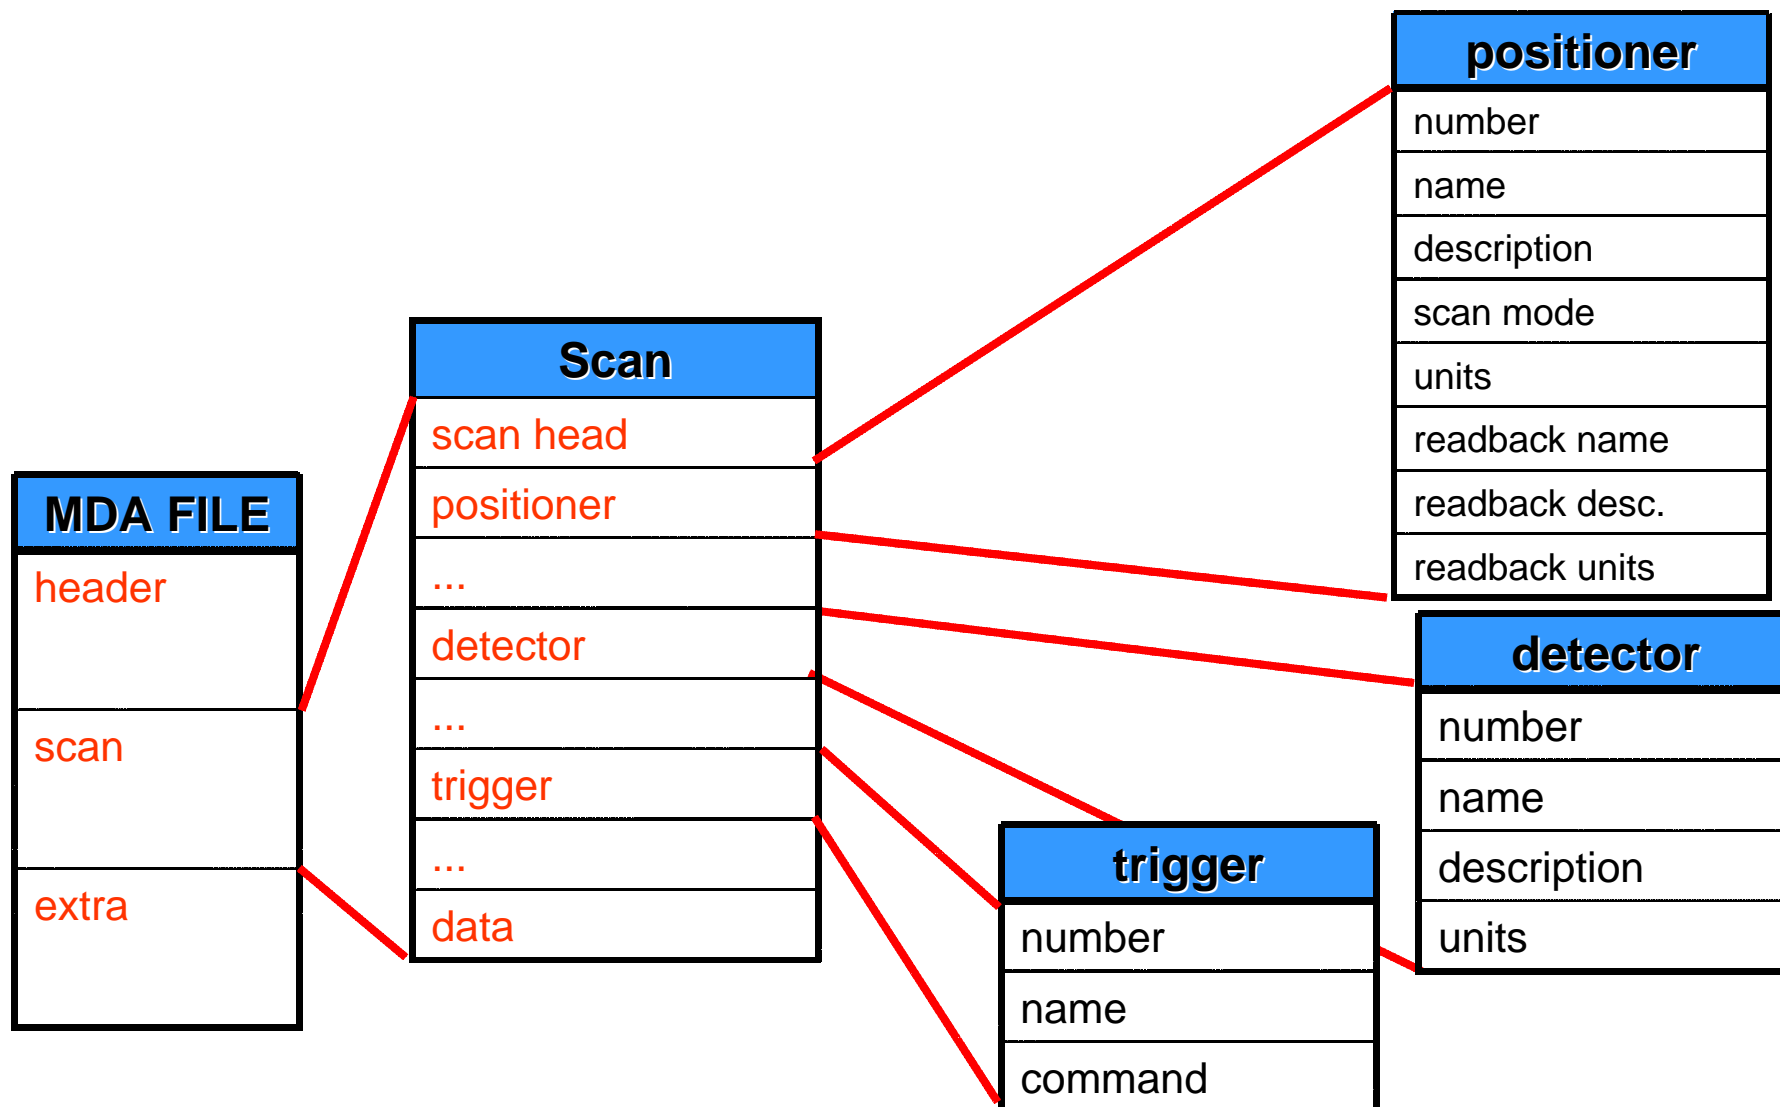 MDA FILE
header
scan
extra
Scan
scan head
positioner
...
detector
...
trigger
...
data
positioner
number
name
description
scan mode
units
readback name
readback desc.
readback units
detector
number
name
description
units
trigger
number
name
command